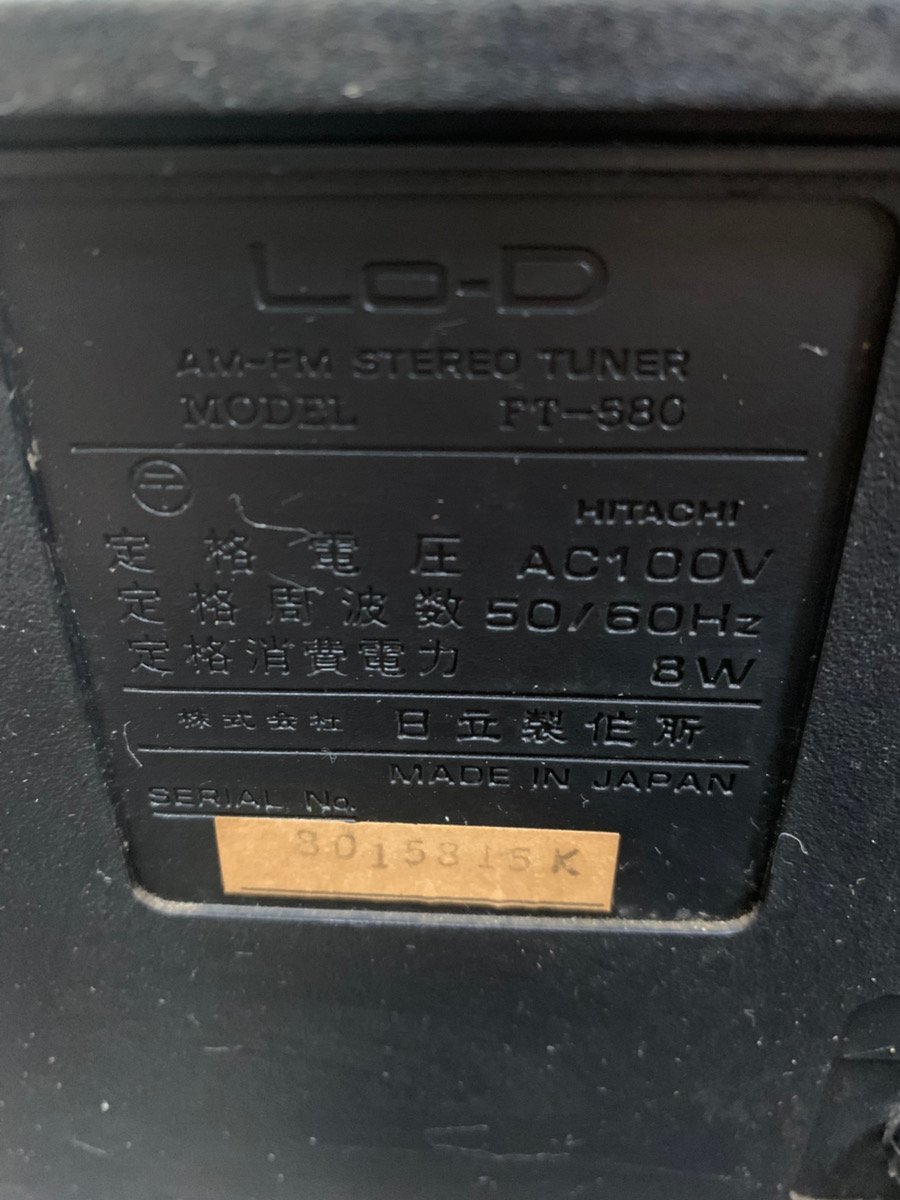 Lo-D
AM-FM STEREO TUNER
MODEL FT-580
〒
HITACHI
定格電圧 AC100V
定格周波数 50/60Hz
定格消費電力 8W
株式会社 日立製作所
MADE IN JAPAN
SERIAL No.